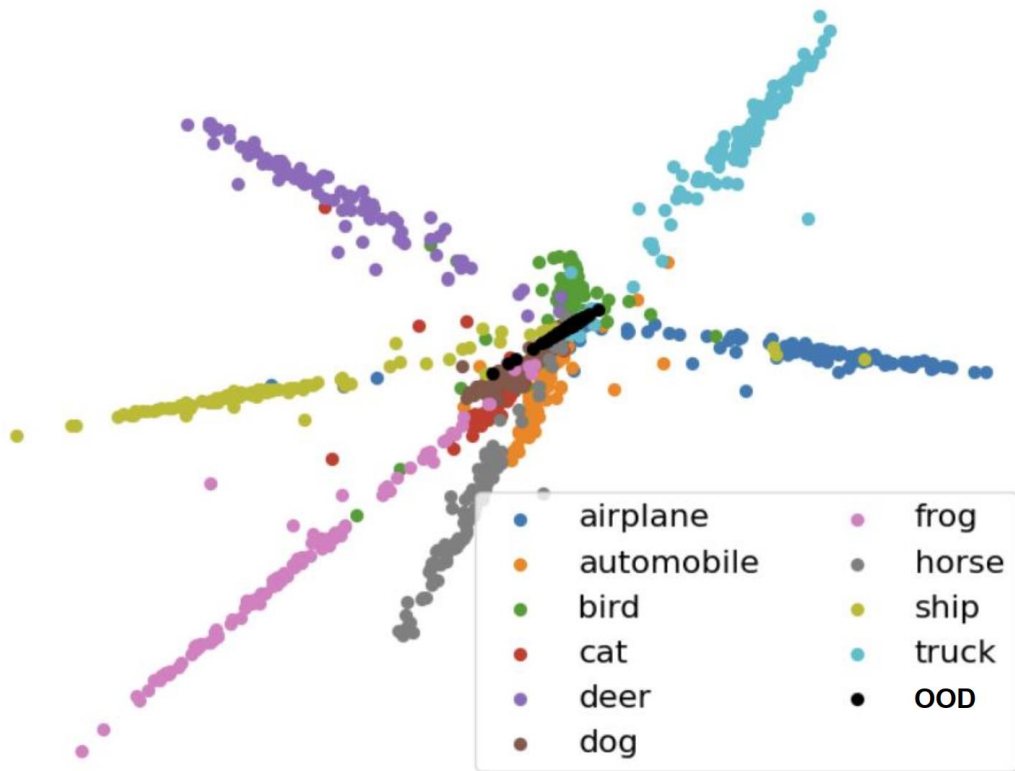 airplane
automobile
bird
cat
deer
dog
frog
horse
ship
truck
OOD